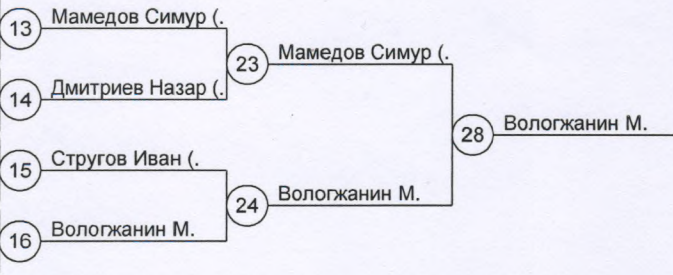 13 Мамедов Симур (.
23 Мамедов Симур (.
14 Дмитриев Назар (.
28 Вологжанин М.
15 Стругов Иван (.
24 Вологжанин М.
16 Вологжанин М.